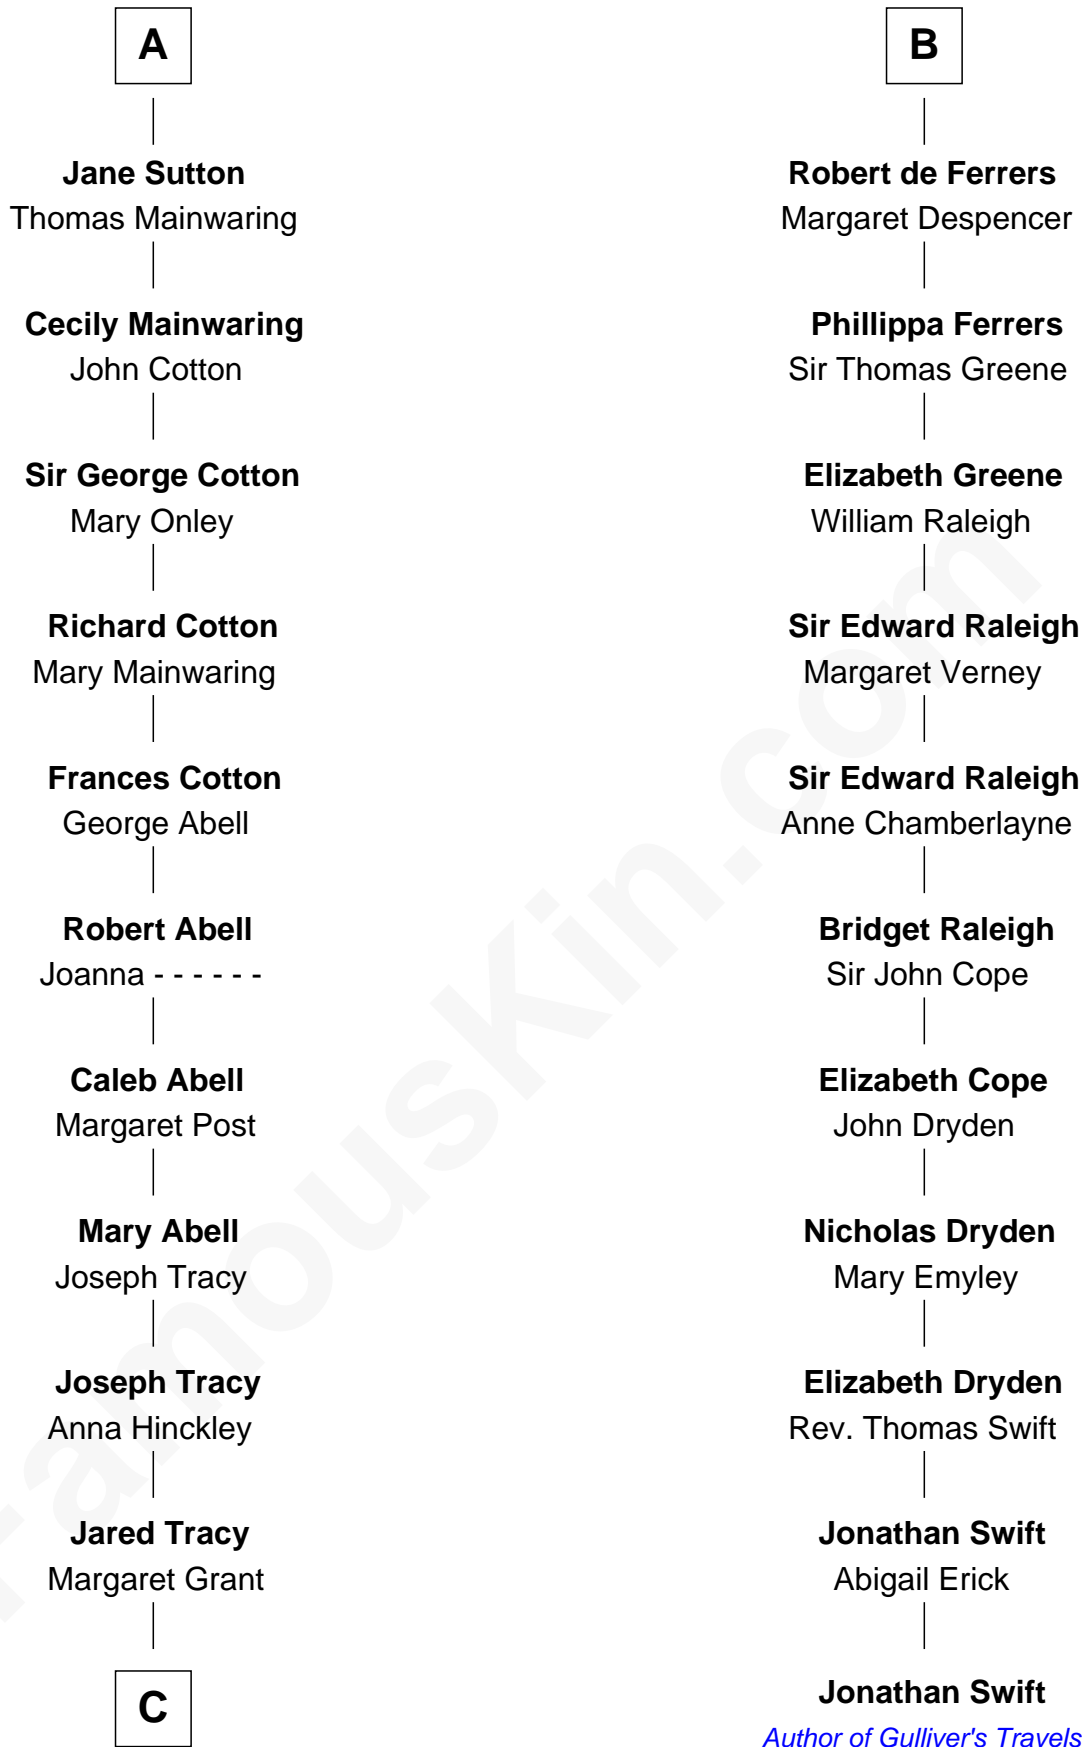 A
Jane Sutton
Thomas Mainwaring
Cecily Mainwaring
John Cotton
Sir George Cotton
Mary Onley
Richard Cotton
Mary Mainwaring
Frances Cotton
George Abell
Robert Abell
Joanna - - - - - -
Caleb Abell
Margaret Post
Mary Abell
Joseph Tracy
Joseph Tracy
Anna Hinckley
Jared Tracy
Margaret Grant
C
B
Robert de Ferrers
Margaret Despencer
Phillippa Ferrers
Sir Thomas Greene
Elizabeth Greene
William Raleigh
Sir Edward Raleigh
Margaret Verney
Sir Edward Raleigh
Anne Chamberlayne
Bridget Raleigh
Sir John Cope
Elizabeth Cope
John Dryden
Nicholas Dryden
Mary Emyley
Elizabeth Dryden
Rev. Thomas Swift
Jonathan Swift
Abigail Erick
Jonathan Swift
Author of Gulliver's Travels
FamousKin.com